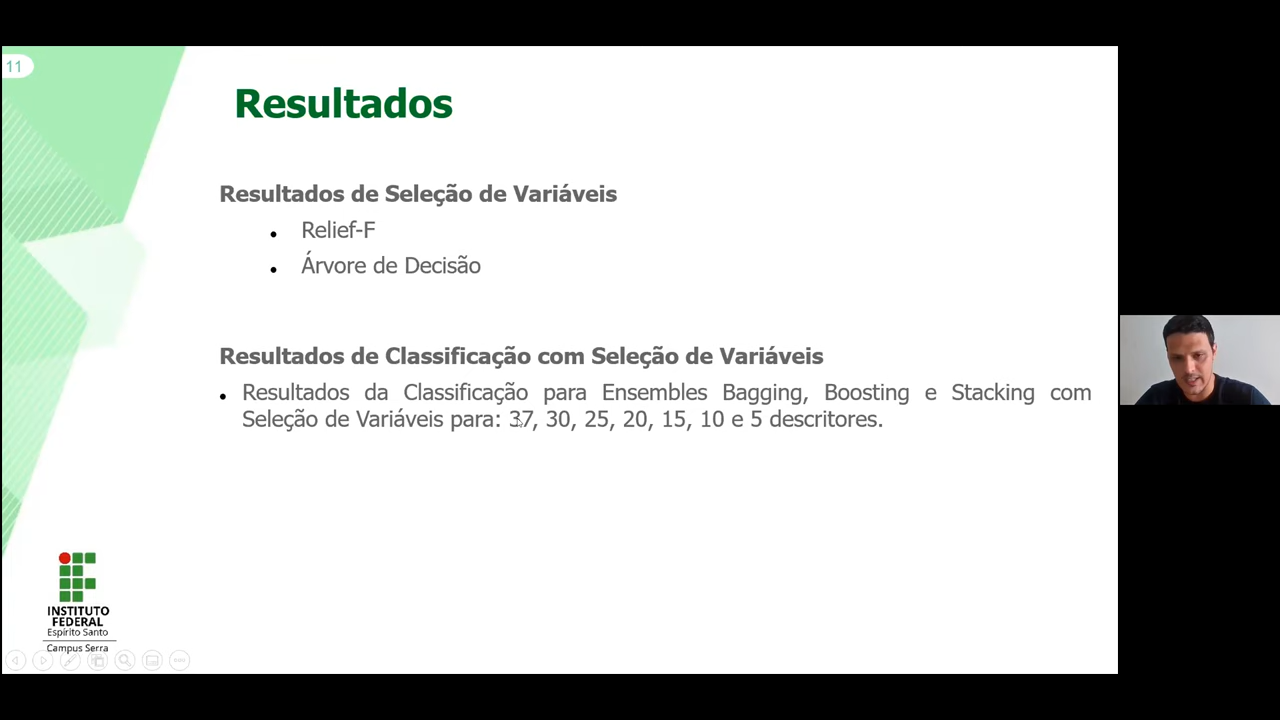 11
Resultados
Resultados de Seleção de Variáveis
Relief-F
Árvore de Decisão
Resultados de Classificação com Seleção de Variáveis
Resultados da Classificação para Ensembles Bagging, Boosting e Stacking com
Seleção de Variáveis para: 37, 30, 25, 20, 15, 10 e 5 descritores.
INSTITUTO
FEDERAL
Espírito Santo
Campus Serra